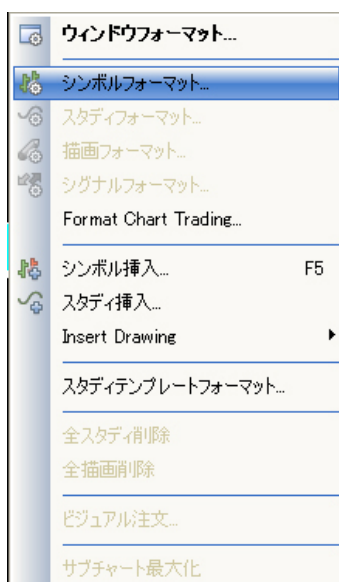 ウィンドウフォーマット...
シンボルフォーマット...
スタディフォーマット...
描画フォーマット...
シグナルフォーマット...
Format Chart Trading...
シンボル挿入... F5
スタディ挿入...
Insert Drawing
スタディテンプレートフォーマット...
全スタディ削除
全描画削除
ビジュアル注文...
サブチャート最大化